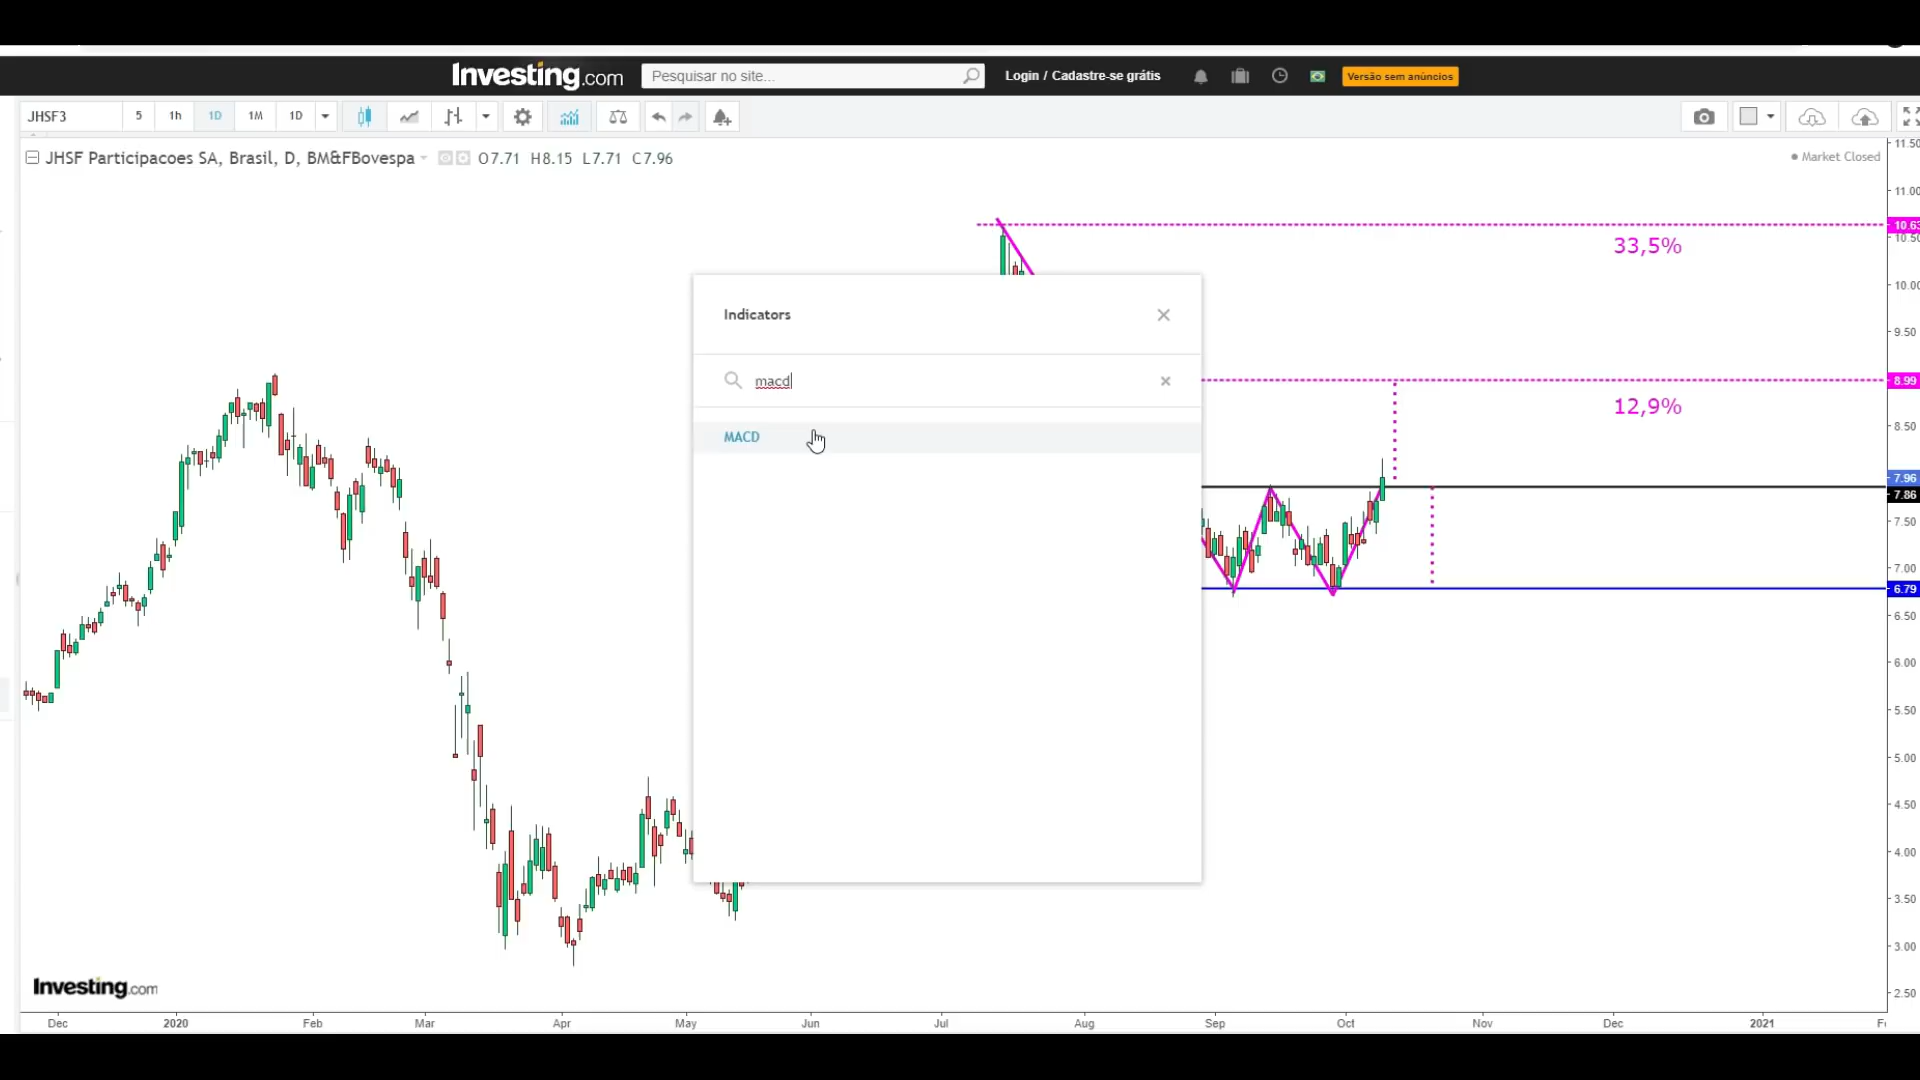 Investing.com
Pesquisar no site...
Login / Cadastre-se grátis
Versão sem anúncios
JHSF3
5
1h
1D
1M
1D
JHSF Participacoes SA, Brasil, D, BM&FBovespa
O7.71 H8.15 L7.71 C7.96
Market Closed
11.50
11.00
10.63
10.50
33,5%
10.00
9.50
8.99
12,9%
8.50
7.96
7.86
7.50
7.00
6.79
6.50
6.00
5.50
5.00
4.50
4.00
3.50
3.00
2.50
Indicators
macd
MACD
Investing.com
Dec
2020
Feb
Mar
Apr
May
Jun
Jul
Aug
Sep
Oct
Nov
Dec
2021